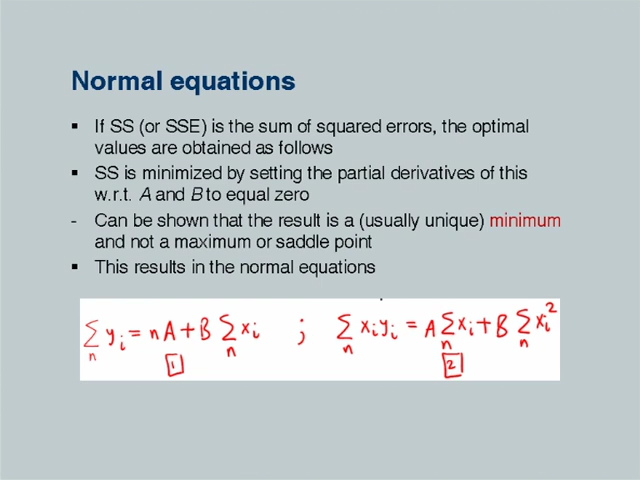 Normal equations
▪ If SS (or SSE) is the sum of squared errors, the optimal
values are obtained as follows
▪ SS is minimized by setting the partial derivatives of this
w.r.t. A and B to equal zero
- Can be shown that the result is a (usually unique) minimum
and not a maximum or saddle point
▪ This results in the normal equations
∑ₙ yᵢ = nA + B ∑ₙ xᵢ ; ∑ₙ xᵢyᵢ = A ∑ₙ xᵢ + B ∑ₙ xᵢ²
1 2